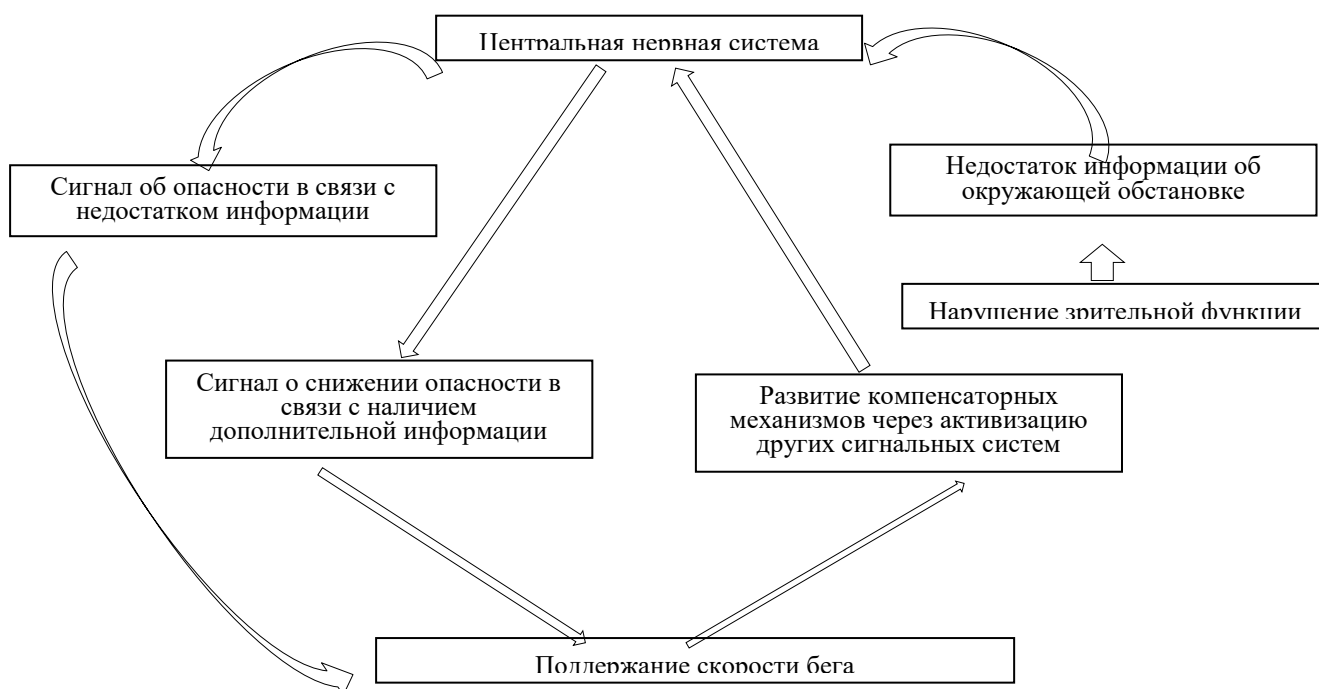 Центральная нервная система
Сигнал об опасности в связи с
недостатком информации
Недостаток информации об
окружающей обстановке
Нарушение зрительной функции
Сигнал о снижении опасности в
связи с наличием
дополнительной информации
Развитие компенсаторных
механизмов через активизацию
других сигнальных систем
Поддержание скорости бега